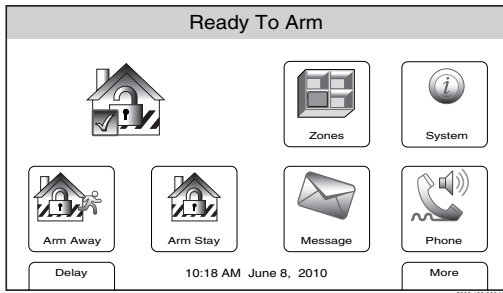 Ready To Arm
Zones
System
Arm Away
Arm Stay
Message
Phone
Delay
10:18 AM June 8, 2010
More